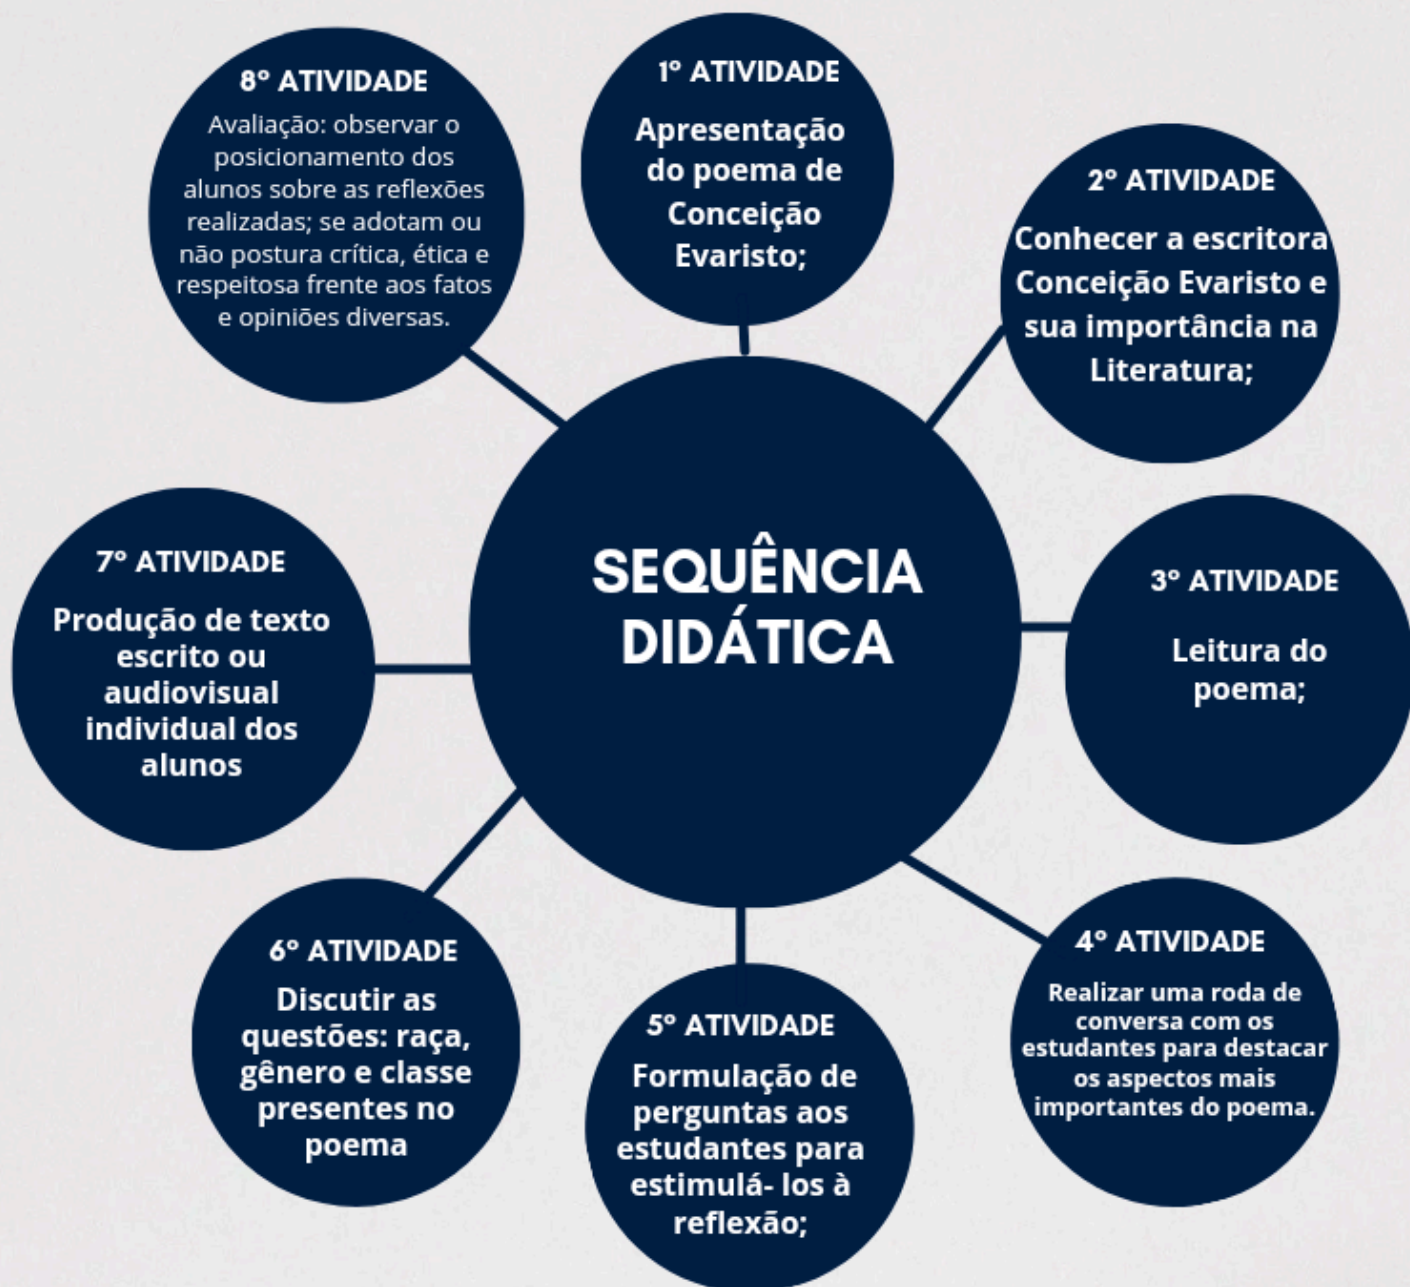 SEQUÊNCIA
DIDÁTICA
1º ATIVIDADE
Apresentação
do poema de
Conceição
Evaristo;
2º ATIVIDADE
Conhecer a escritora
Conceição Evaristo e
sua importância na
Literatura;
3º ATIVIDADE
Leitura do
poema;
4º ATIVIDADE
Realizar uma roda de
conversa com os
estudantes para destacar
os aspectos mais
importantes do poema.
5º ATIVIDADE
Formulação de
perguntas aos
estudantes para
estimulá- los à
reflexão;
6º ATIVIDADE
Discutir as
questões: raça,
gênero e classe
presentes no
poema
7º ATIVIDADE
Produção de texto
escrito ou
audiovisual
individual dos
alunos
8º ATIVIDADE
Avaliação: observar o
posicionamento dos
alunos sobre as reflexões
realizadas; se adotam ou
não postura crítica, ética e
respeitosa frente aos fatos
e opiniões diversas.